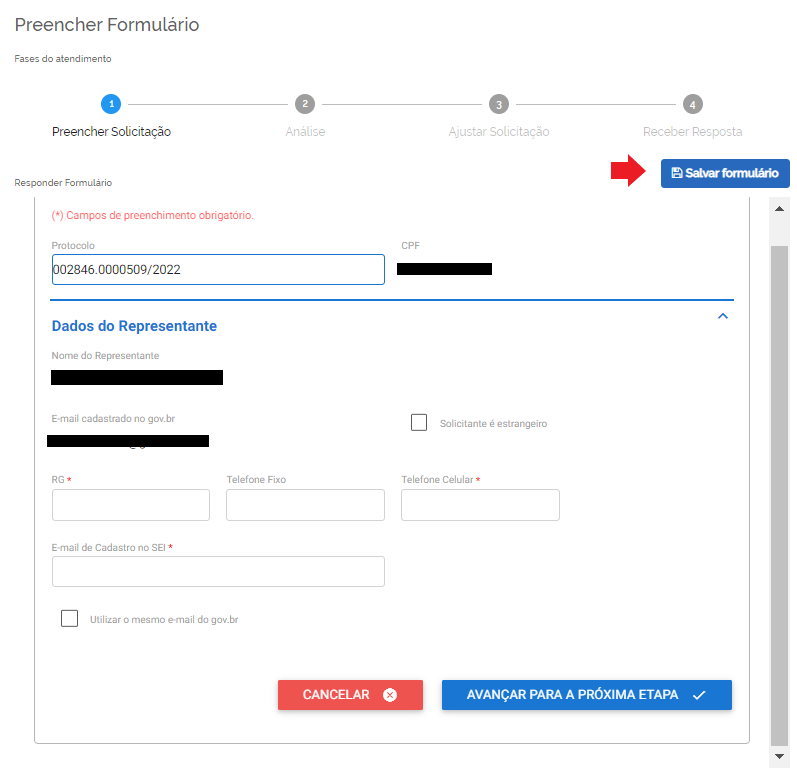 Preencher Formulário
Fases do atendimento
1 2 3 4
Preencher Solicitação Análise Ajustar Solicitação Receber Resposta
Salvar formulário
Responder Formulário
(*) Campos de preenchimento obrigatório.
Protocolo CPF
002846.0000509/2022
Dados do Representante
Nome do Representante
E-mail cadastrado no gov.br
Solicitante é estrangeiro
RG * Telefone Fixo Telefone Celular *
E-mail de Cadastro no SEI *
Utilizar o mesmo e-mail do gov.br
CANCELAR AVANÇAR PARA A PRÓXIMA ETAPA